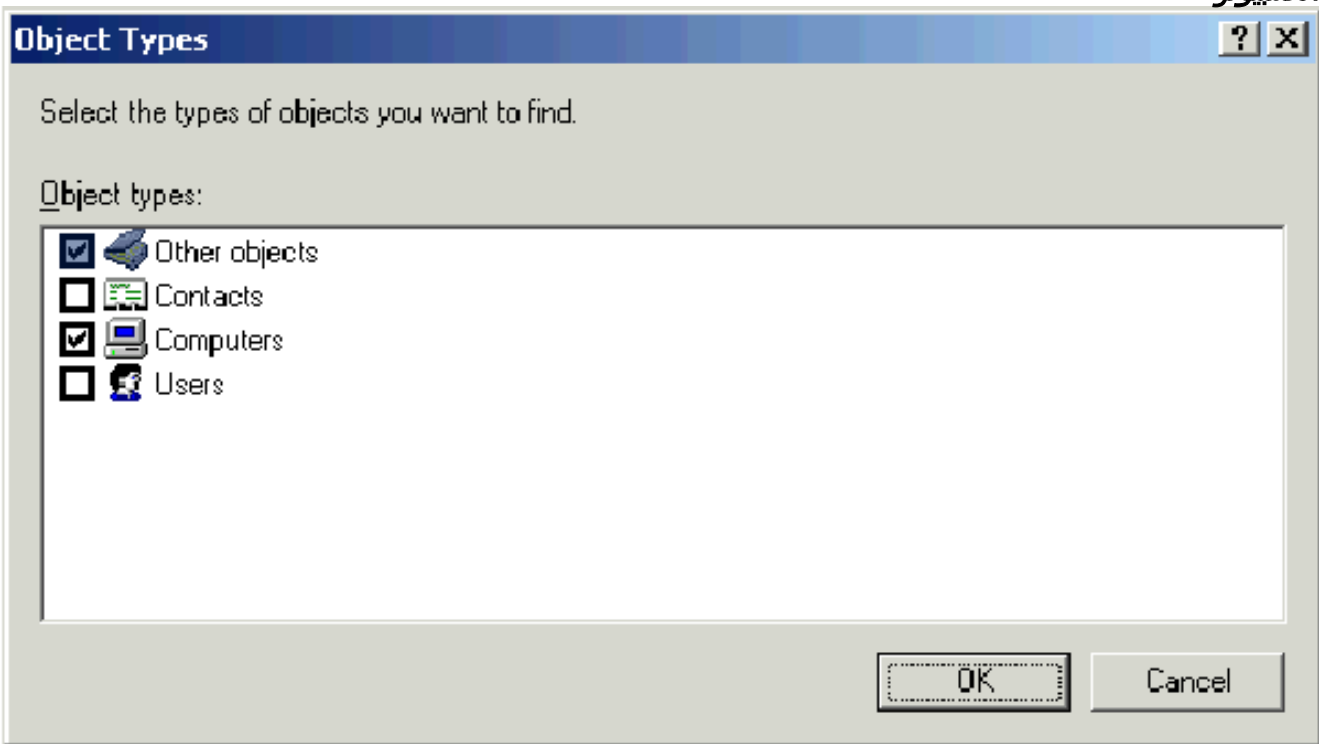 Object Types
Select the types of objects you want to find.
Object types:
Other objects
Contacts
Computers
Users
OK
Cancel